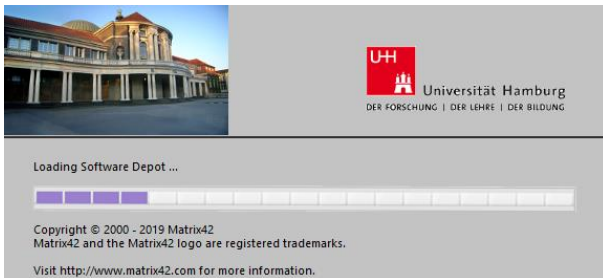 UHH
Universität Hamburg
DER FORSCHUNG | DER LEHRE | DER BILDUNG
Loading Software Depot ...
Copyright © 2000 - 2019 Matrix42
Matrix42 and the Matrix42 logo are registered trademarks.
Visit http://www.matrix42.com for more information.